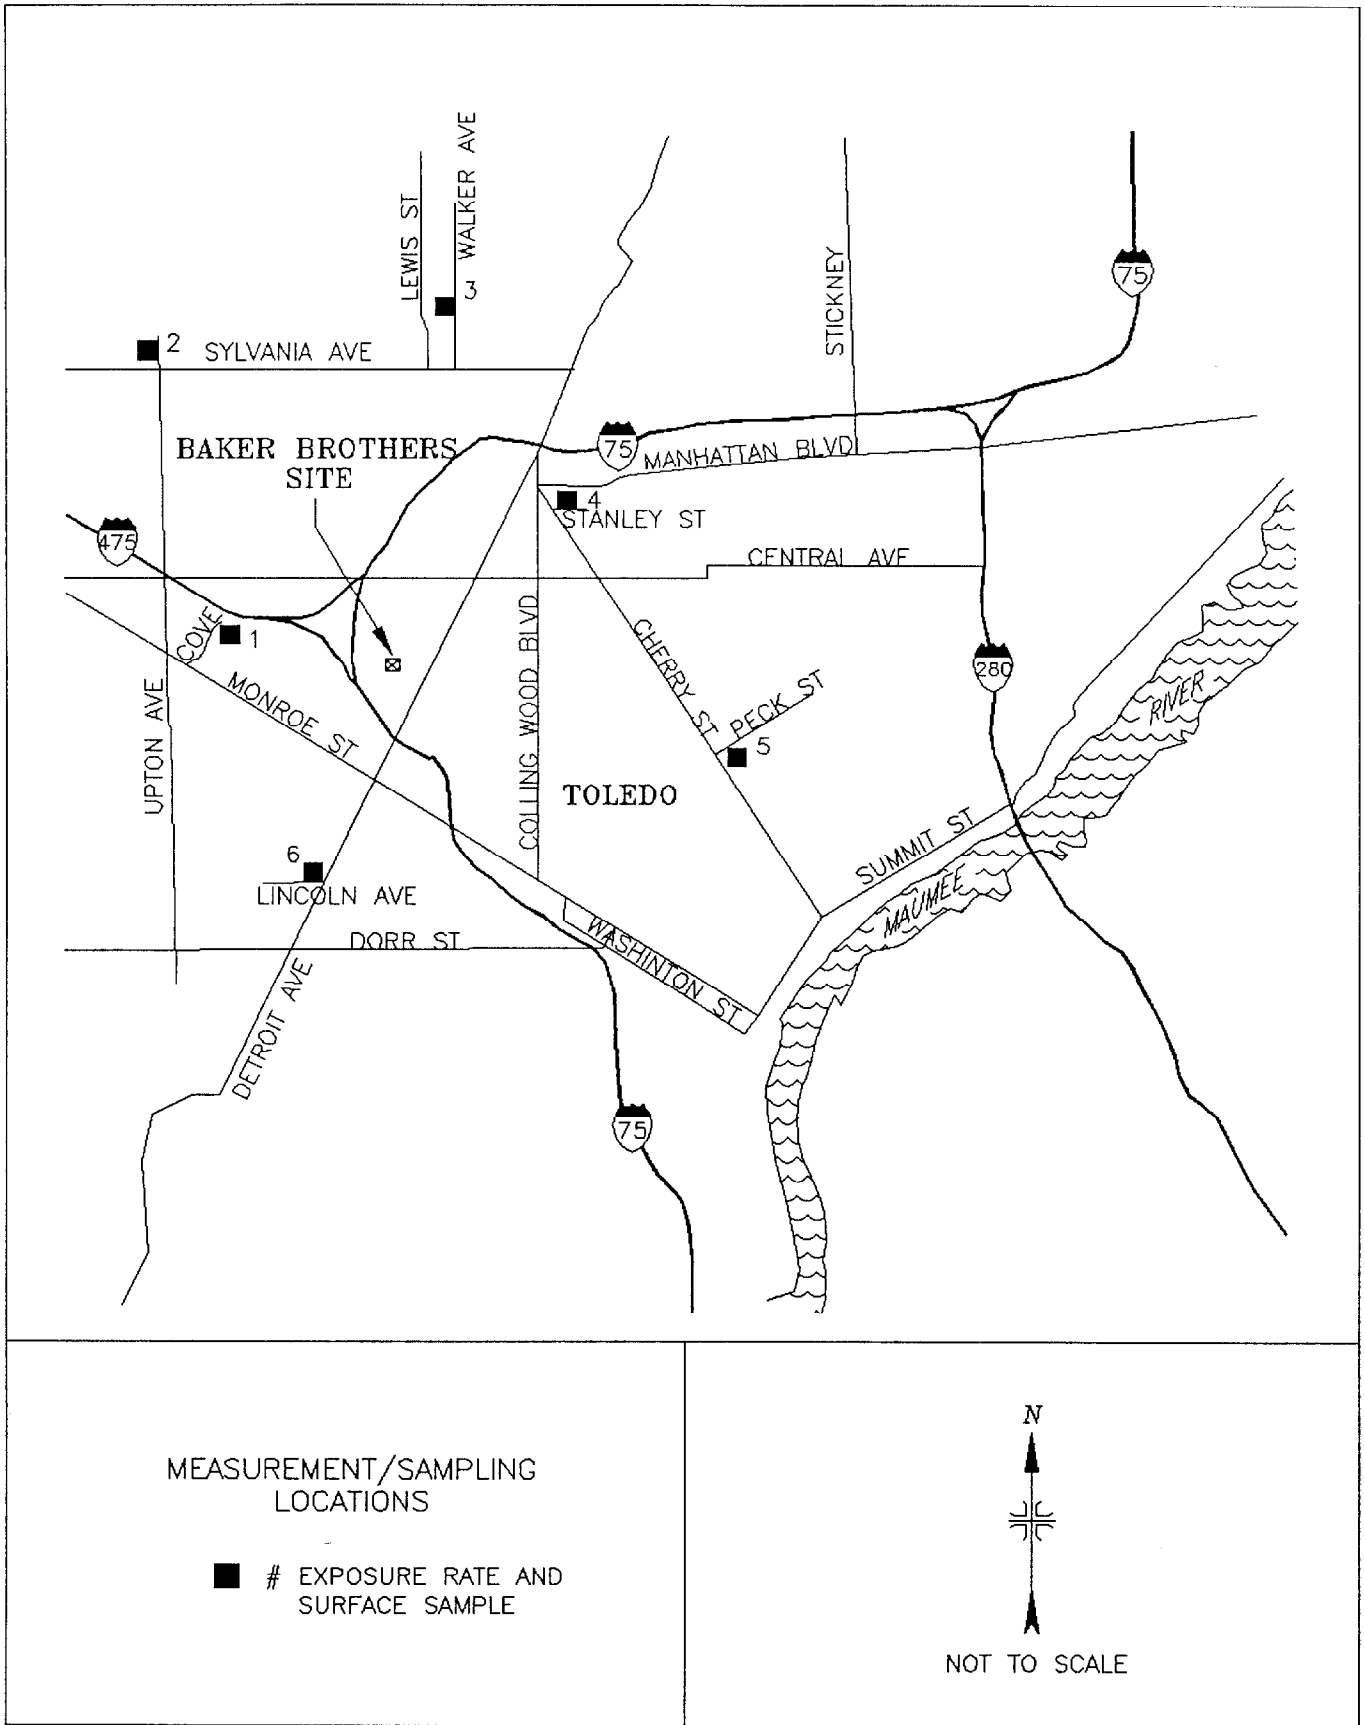 LEWIS ST
WALKER AVE
3
2
SYLVANIA AVE
STICKNEY
75
BAKER BROTHERS
SITE
75
MANHATTAN BLVD
4
STANLEY ST
475
CENTRAL AVE
COVE
1
COLLING WOOD BLVD
CHERRY ST
280
UPTON AVE
MONROE ST
PECK ST
5
RIVER
TOLEDO
SUMMIT ST
MAUMEE
6
LINCOLN AVE
DORR ST
WASHINTON ST
DETROIT AVE
75
MEASUREMENT/SAMPLING
LOCATIONS
# EXPOSURE RATE AND
SURFACE SAMPLE
N
NOT TO SCALE